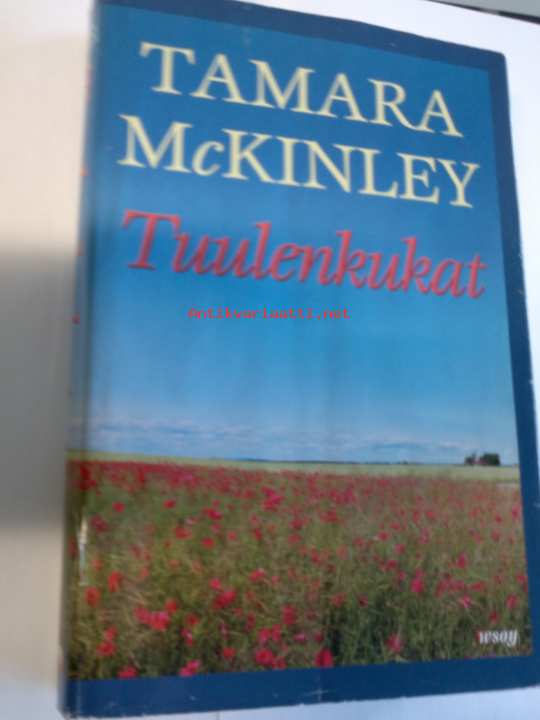 TAMARA
McKINLEY
Tuulenkukat
Antikvariaatti.net
wsoy